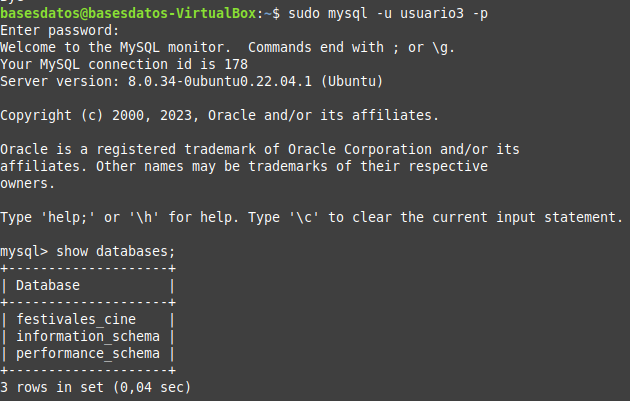 basesdatos@basesdatos-VirtualBox:~$ sudo mysql -u usuario3 -p
Enter password:
Welcome to the MySQL monitor.  Commands end with ; or \g.
Your MySQL connection id is 178
Server version: 8.0.34-0ubuntu0.22.04.1 (Ubuntu)

Copyright (c) 2000, 2023, Oracle and/or its affiliates.

Oracle is a registered trademark of Oracle Corporation and/or its
affiliates. Other names may be trademarks of their respective
owners.

Type 'help;' or '\h' for help. Type '\c' to clear the current input statement.

mysql> show databases;
+--------------------+
| Database           |
+--------------------+
| festivales_cine    |
| information_schema |
| performance_schema |
+--------------------+
3 rows in set (0,04 sec)